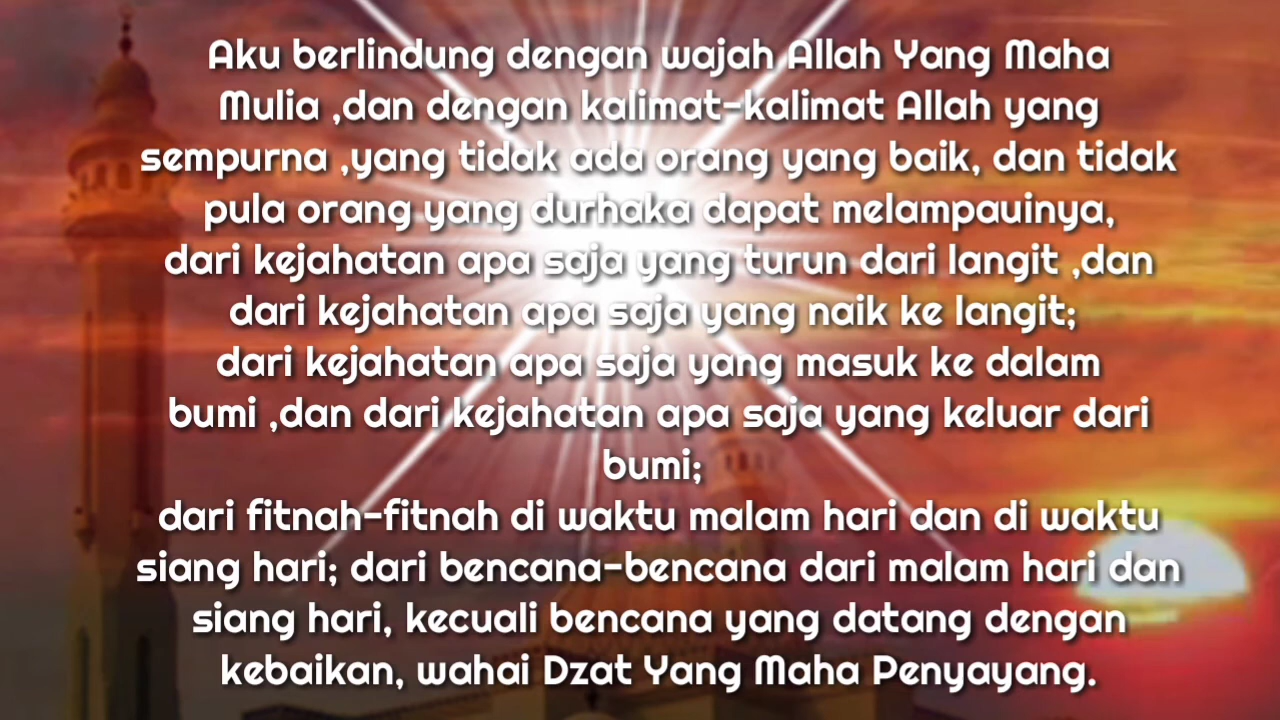 Aku berlindung dengan wajah Allah Yang Maha
Mulia ,dan dengan kalimat-kalimat Allah yang
sempurna ,yang tidak ada orang yang baik, dan tidak
pula orang yang durhaka dapat melampauinya,
dari kejahatan apa saja yang turun dari langit ,dan
dari kejahatan apa saja yang naik ke langit;
dari kejahatan apa saja yang masuk ke dalam
bumi ,dan dari kejahatan apa saja yang keluar dari
bumi;
dari fitnah-fitnah di waktu malam hari dan di waktu
siang hari; dari bencana-bencana dari malam hari dan
siang hari, kecuali bencana yang datang dengan
kebaikan, wahai Dzat Yang Maha Penyayang.